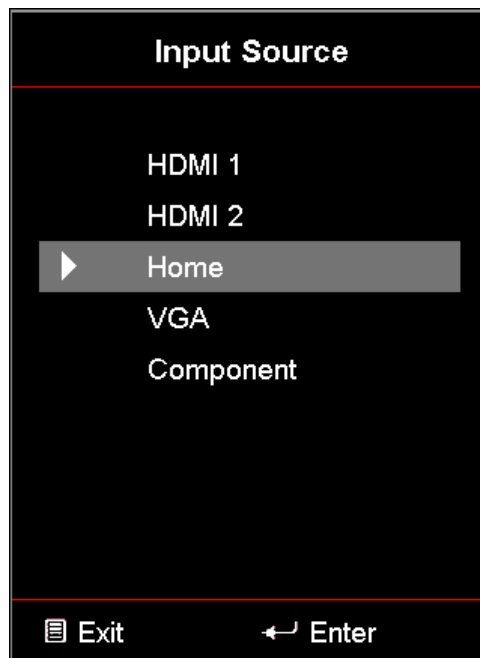 Input Source
HDMI 1
HDMI 2
Home
VGA
Component
Exit Enter